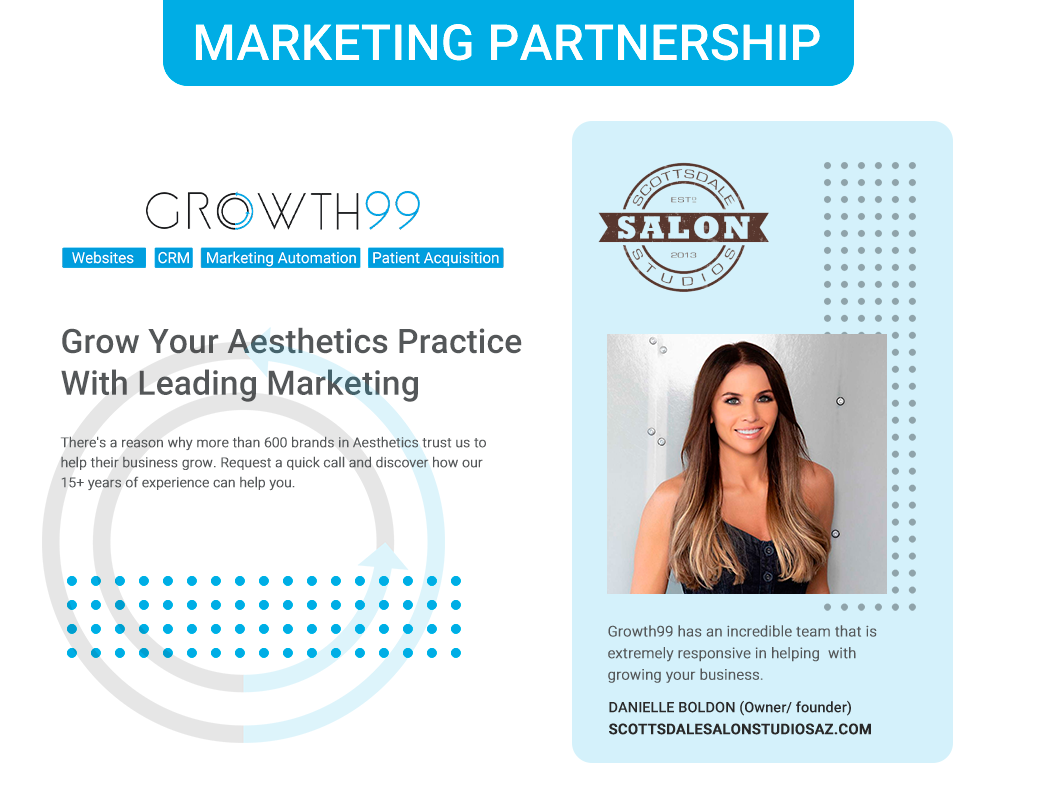 MARKETING PARTNERSHIP
GROWTH99
Websites CRM Marketing Automation Patient Acquisition
Grow Your Aesthetics Practice
With Leading Marketing
There's a reason why more than 600 brands in Aesthetics trust us to
help their business grow. Request a quick call and discover how our
15+ years of experience can help you.
SCOTTSDALE
ESTD
SALON
2013
STUDIOS
Growth99 has an incredible team that is
extremely responsive in helping  with
growing your business.
DANIELLE BOLDON (Owner/ founder)
SCOTTSDALESALONSTUDIOSAZ.COM